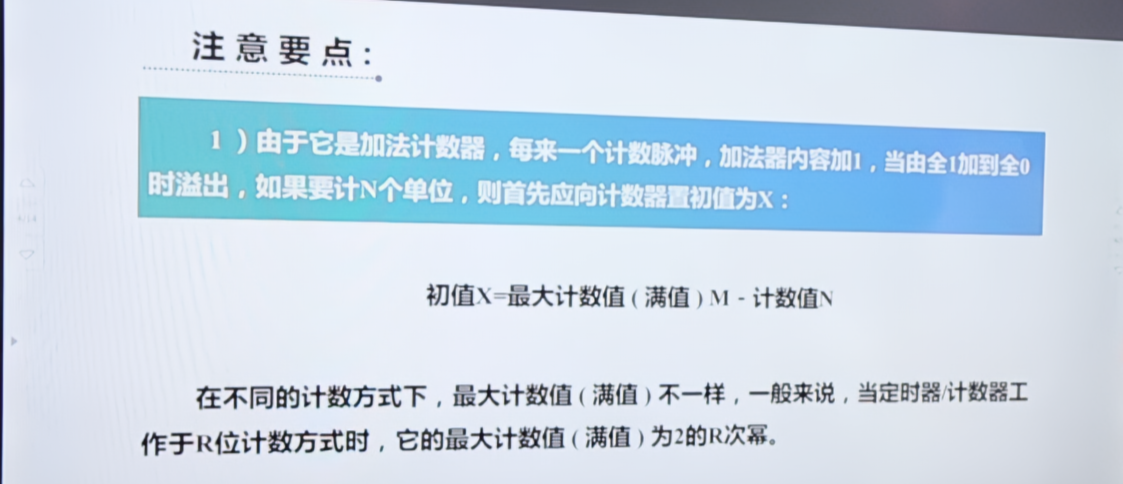 注意要点：
1）由于它是加法计数器，每来一个计数脉冲，加法器内容加1，当由全1加到全0
时溢出，如果要计N个单位，则首先应向计数器置初值为X：
初值X=最大计数值（满值）M - 计数值N
在不同的计数方式下，最大计数值（满值）不一样，一般来说，当定时器/计数器工
作于R位计数方式时，它的最大计数值（满值）为2的R次幂。